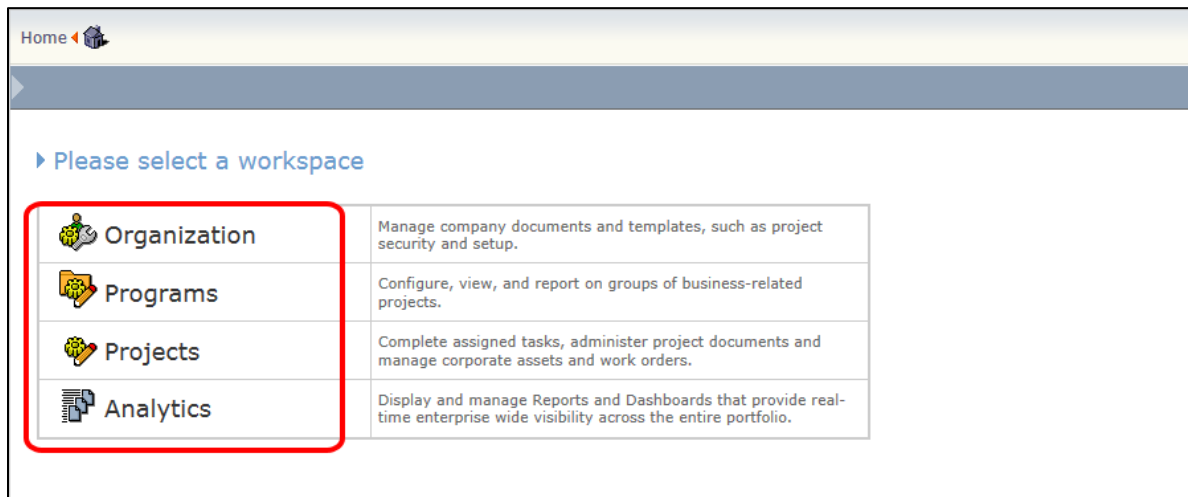 Home
Please select a workspace
Organization
Manage company documents and templates, such as project
security and setup.
Programs
Configure, view, and report on groups of business-related
projects.
Projects
Complete assigned tasks, administer project documents and
manage corporate assets and work orders.
Analytics
Display and manage Reports and Dashboards that provide real-
time enterprise wide visibility across the entire portfolio.